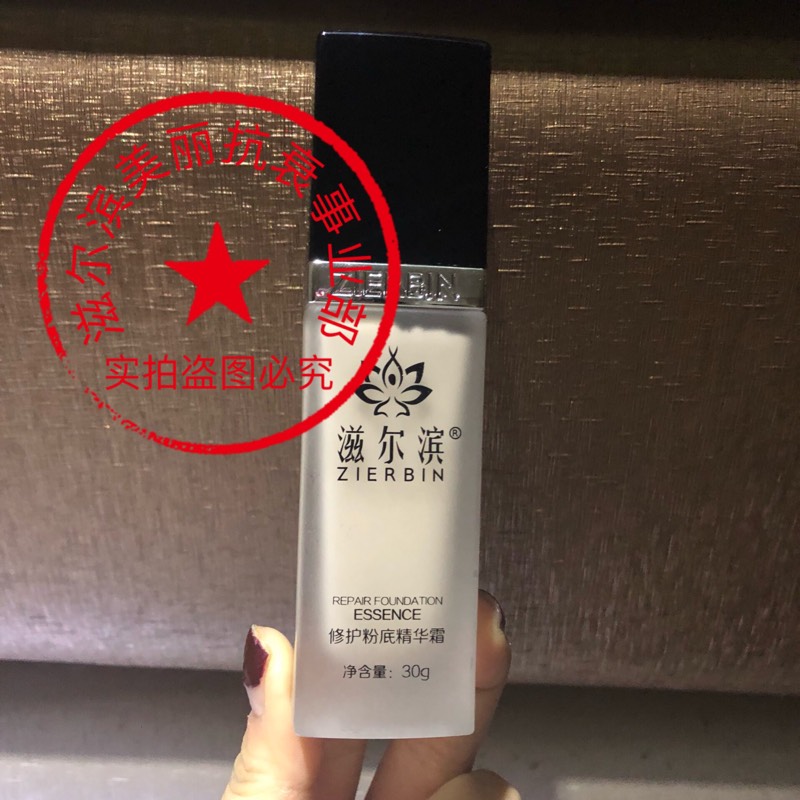 滋尔滨美丽抗衰事业部
实拍盗图必究
ZIERBIN
滋尔滨®
ZIERBIN
REPAIR FOUNDATION
ESSENCE
修护粉底精华霜
净含量：30g